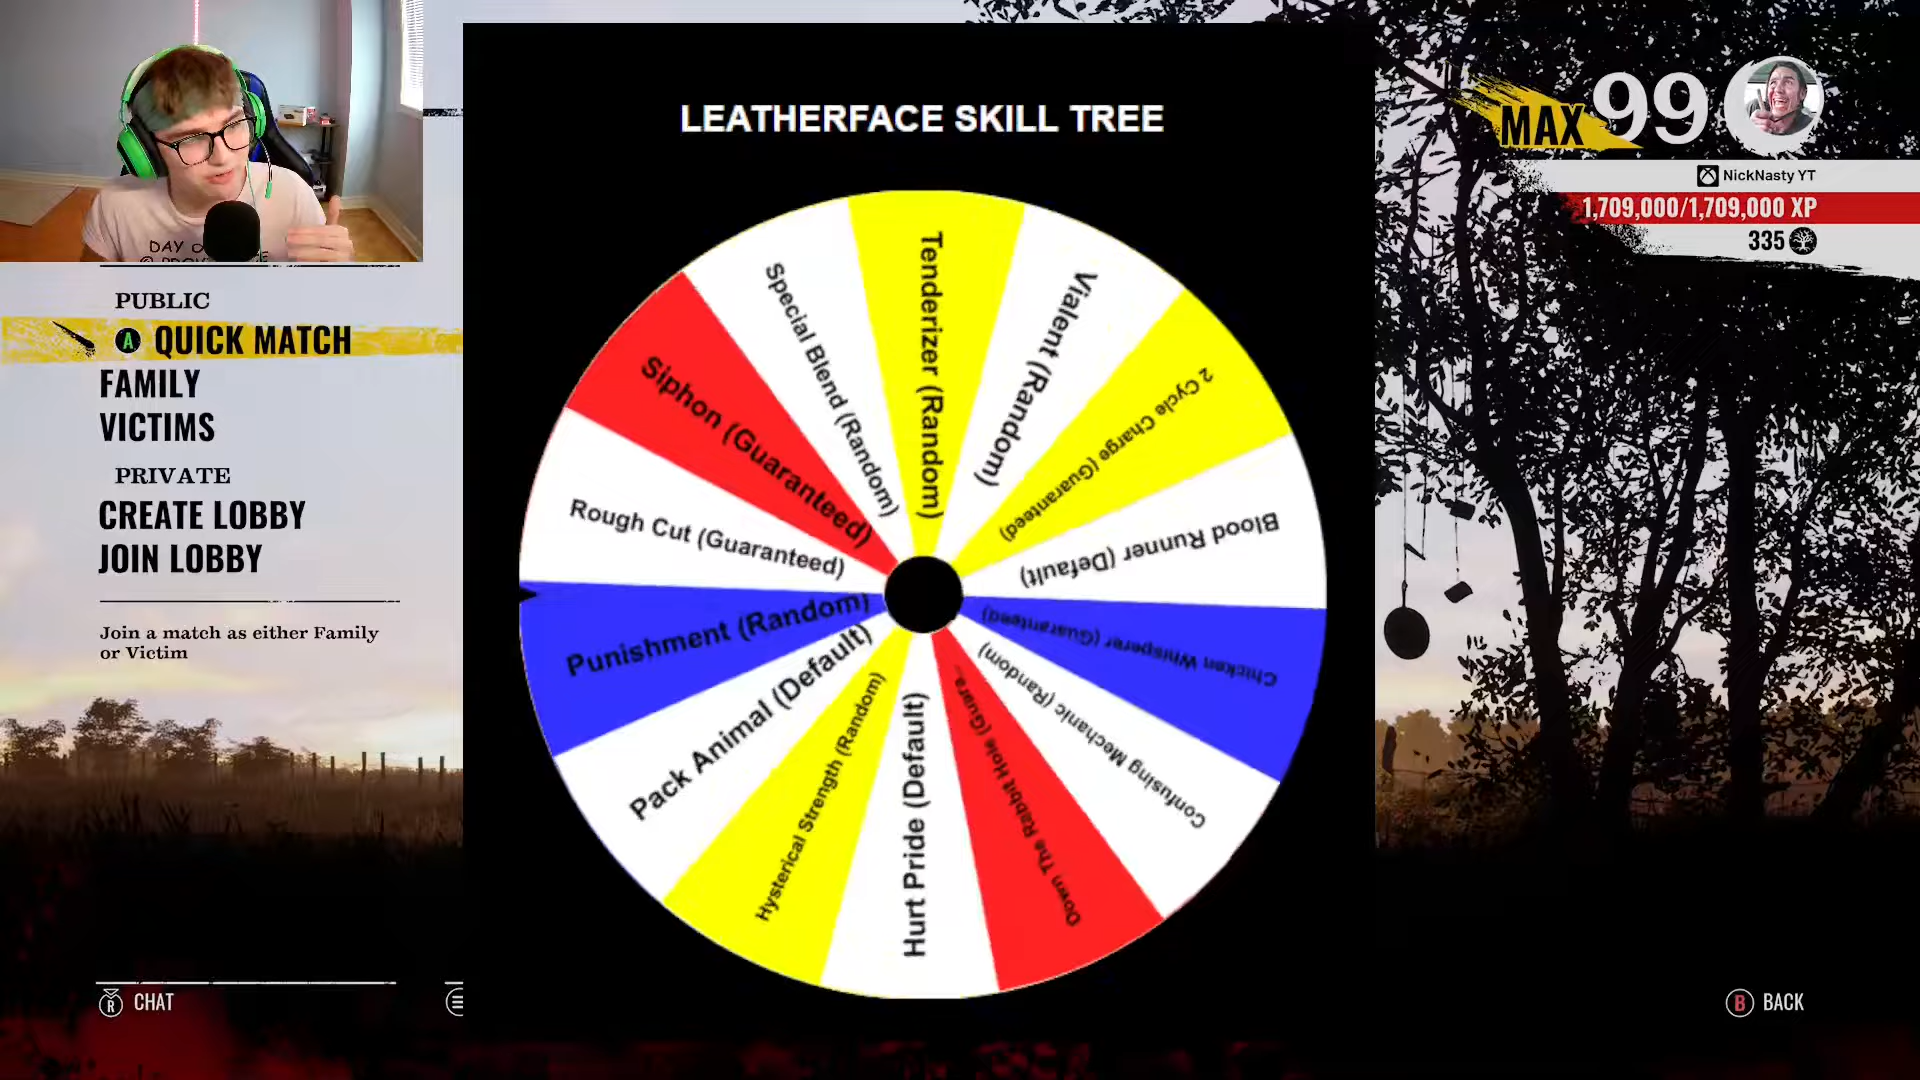 DAY O
LEATHERFACE SKILL TREE
MAX 99
NickNasty YT
1,709,000/1,709,000 XP
335
PUBLIC
A QUICK MATCH
FAMILY
VICTIMS
PRIVATE
CREATE LOBBY
JOIN LOBBY
Join a match as either Family
or Victim
Tenderizer (Random)
Vialent (Random)
2 Cycle Charge (Guaranteed)
Blood Runner (Default)
Chicken Whisperer (Guaranteed)
Confusing Mechanic (Random)
Down The Rabbit Hole (Guara...
Hurt Pride (Default)
Hysterical Strength (Random)
Pack Animal (Default)
Punishment (Random)
Rough Cut (Guaranteed)
Siphon (Guaranteed)
Special Blend (Random)
R CHAT
B BACK